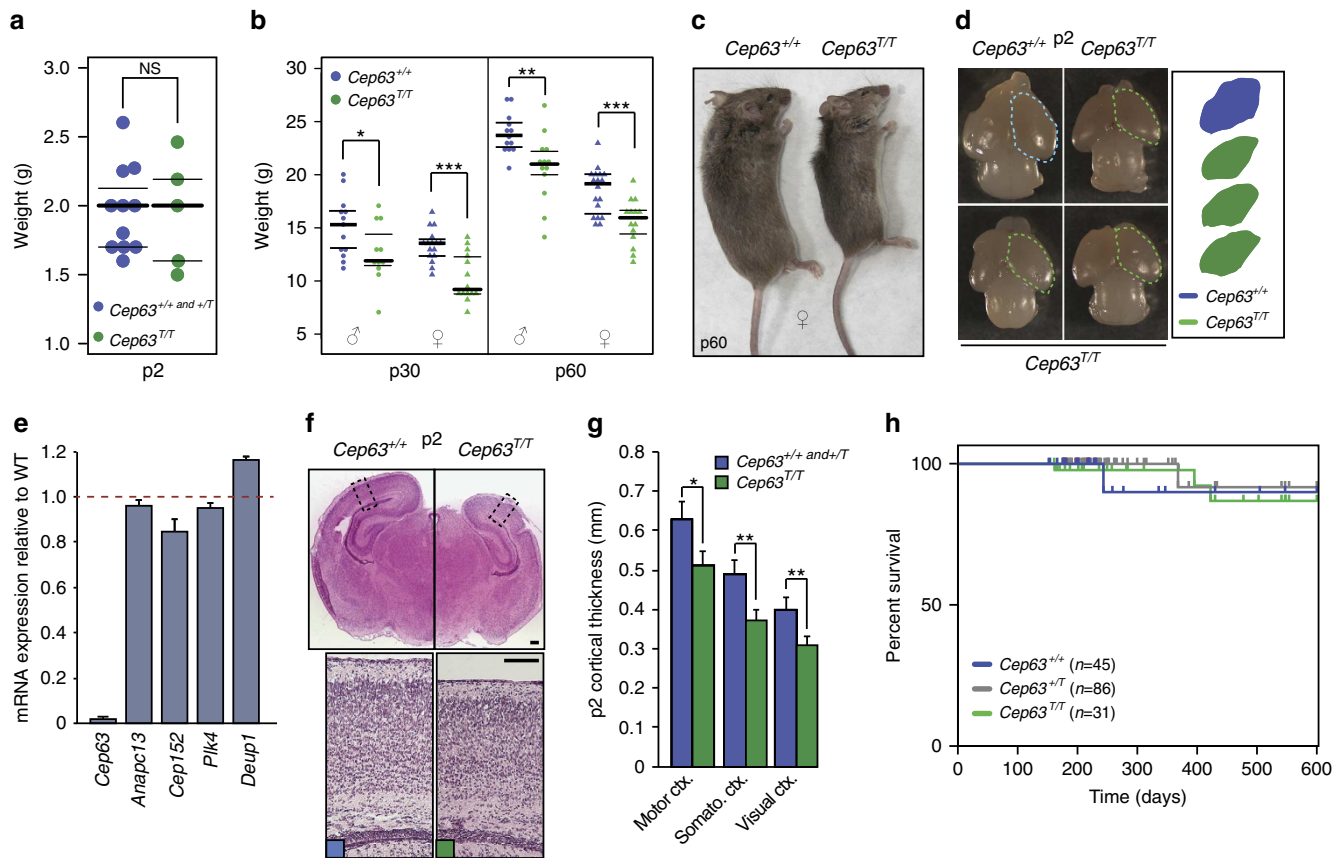 a
NS
Weight (g)
3.0
2.5
2.0
1.5
1.0
Cep63+/+ and +/T
Cep63T/T
p2
b
Weight (g)
30
25
20
15
10
5
Cep63+/+
Cep63T/T
*
***
**
***
♂
♀
♂
♀
p30
p60
c
Cep63+/+
Cep63T/T
♀
p60
d
Cep63+/+ p2 Cep63T/T
Cep63T/T
Cep63+/+
Cep63T/T
e
mRNA expression relative to WT
1.2
1.0
0.8
0.6
0.4
0.2
0
Cep63
Anapc13
Cep152
Plk4
Deup1
f
Cep63+/+ p2 Cep63T/T
g
p2 cortical thickness (mm)
0.8
0.7
0.6
0.5
0.4
0.3
0.2
0.1
0
Cep63+/+ and+/T
Cep63T/T
*
**
**
Motor ctx.
Somato. ctx.
Visual ctx.
h
Percent survival
100
50
0
Cep63+/+ (n=45)
Cep63+/T (n=86)
Cep63T/T (n=31)
0 100 200 300 400 500 600
Time (days)